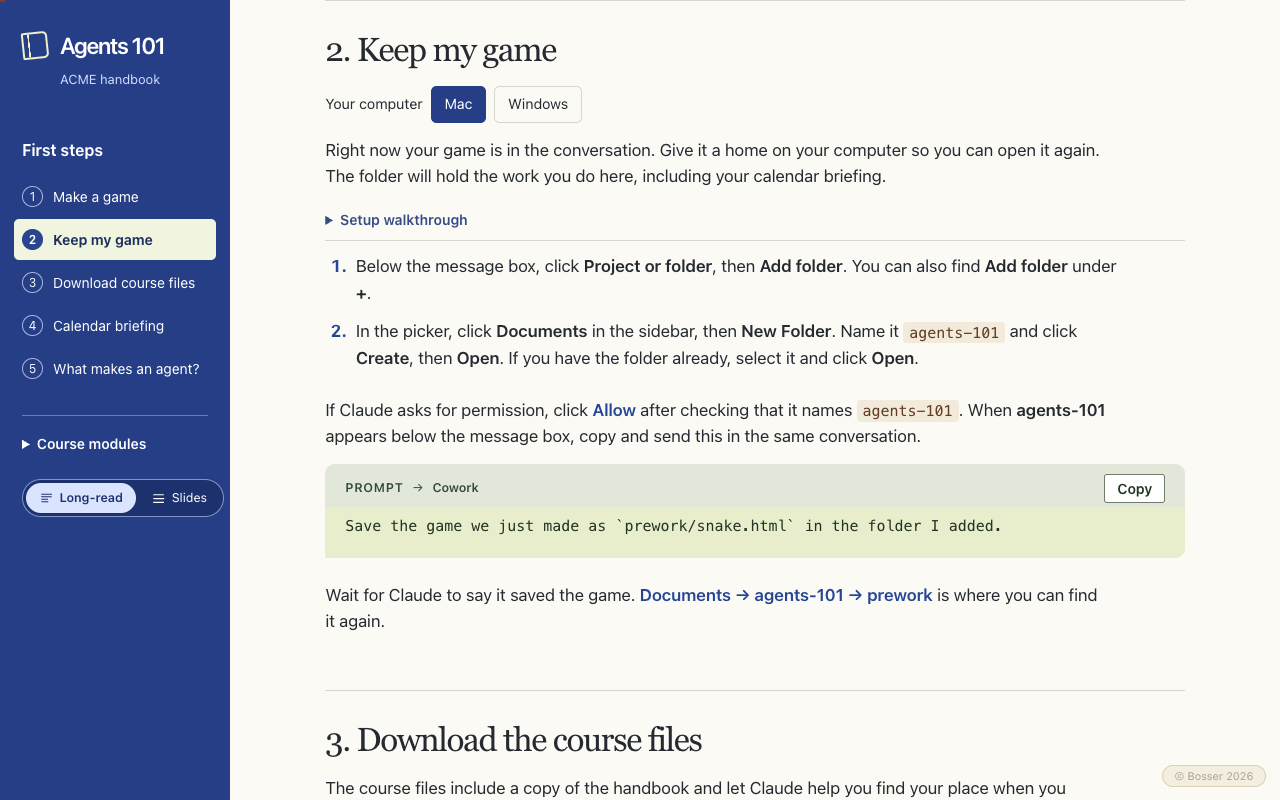 Agents 101
ACME handbook
First steps
1 Make a game
2 Keep my game
3 Download course files
4 Calendar briefing
5 What makes an agent?
Course modules
Long-read Slides
2. Keep my game
Your computer Mac Windows
Right now your game is in the conversation. Give it a home on your computer so you can open it again.
The folder will hold the work you do here, including your calendar briefing.
Setup walkthrough
1. Below the message box, click Project or folder, then Add folder. You can also find Add folder under
+.
2. In the picker, click Documents in the sidebar, then New Folder. Name it agents-101 and click
Create, then Open. If you have the folder already, select it and click Open.
If Claude asks for permission, click Allow after checking that it names agents-101. When agents-101
appears below the message box, copy and send this in the same conversation.
PROMPT → Cowork Copy
Save the game we just made as `prework/snake.html` in the folder I added.
Wait for Claude to say it saved the game. Documents → agents-101 → prework is where you can find
it again.
3. Download the course files
The course files include a copy of the handbook and let Claude help you find your place when you
© Bosser 2026